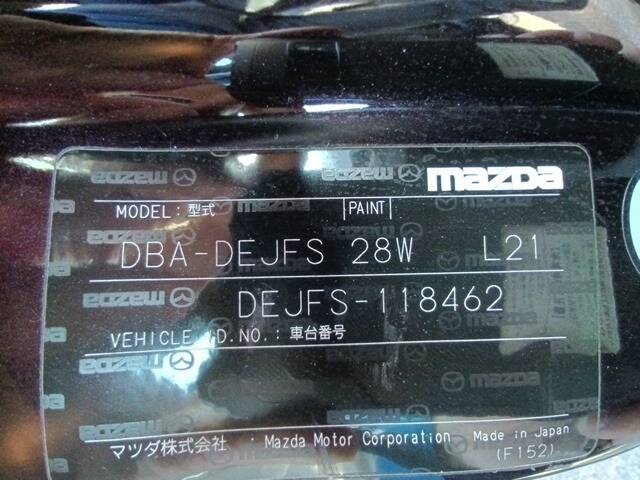 mazda
MODEL: 型式 PAINT
DBA-DEJFS 28W L21
DEJFS-118462
VEHICLE I.D.NO.: 車台番号
マツダ株式会社 : Mazda Motor Corporation Made in Japan
(F152)